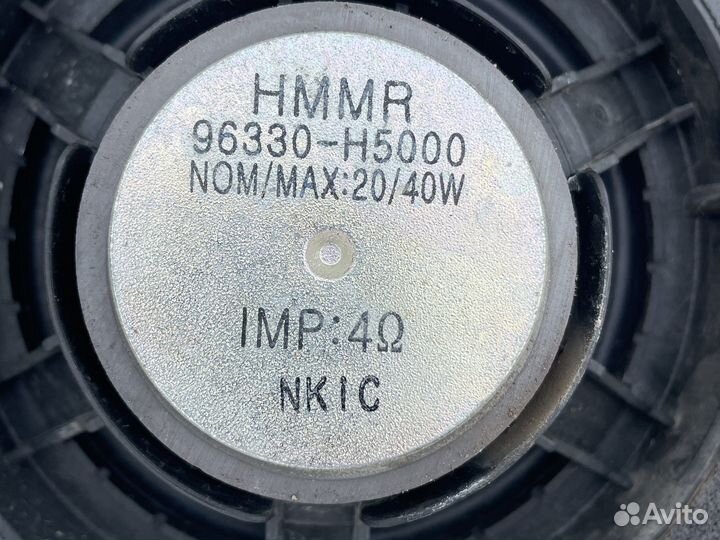 HMMR
96330-H5000
NOM/MAX:20/40W
IMP:4Ω
NKIC
Avito